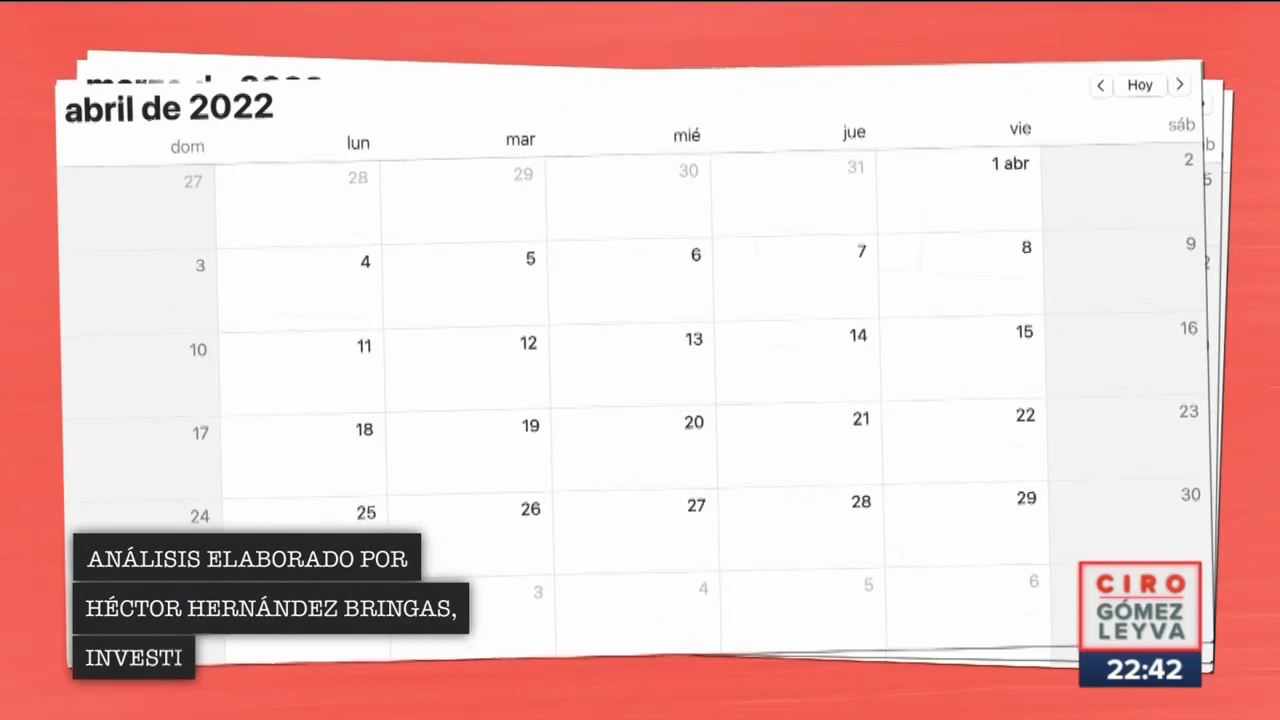 abril de 2022
Hoy
dom lun mar mié jue vie sáb
27 28 29 30 31 1 abr 2
3 4 5 6 7 8 9
10 11 12 13 14 15 16
17 18 19 20 21 22 23
24 25 26 27 28 29 30
3 4 5 6
ANÁLISIS ELABORADO POR
HÉCTOR HERNÁNDEZ BRINGAS,
INVESTI
CIRO
GÓMEZ
LEYVA
22:42